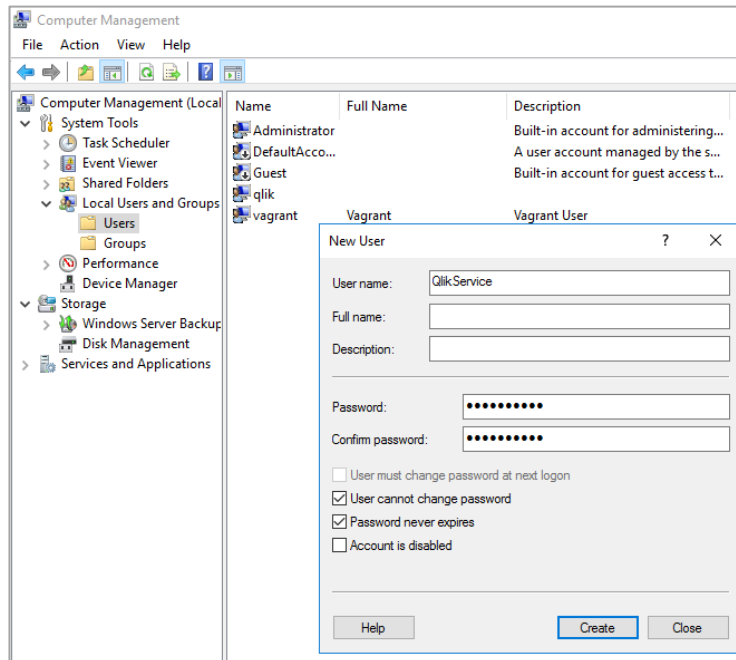 Computer Management
File Action View Help
Computer Management (Local
System Tools
Task Scheduler
Event Viewer
Shared Folders
Local Users and Groups
Users
Groups
Performance
Device Manager
Storage
Windows Server Backup
Disk Management
Services and Applications
Name Full Name Description
Administrator Built-in account for administering...
DefaultAcco... A user account managed by the s...
Guest Built-in account for guest access t...
qlik
vagrant Vagrant Vagrant User
New User ? X
User name: QlikService
Full name:
Description:
Password: ••••••••••
Confirm password: ••••••••••
User must change password at next logon
User cannot change password
Password never expires
Account is disabled
Help Create Close